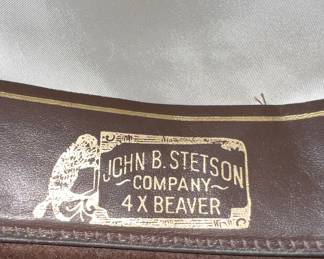 JOHN B. STETSON
~ COMPANY ~
4 X BEAVER